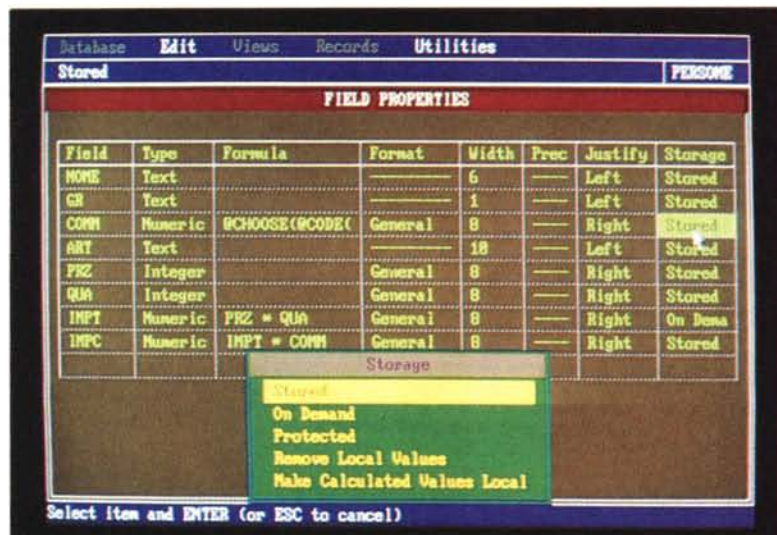 Database Edit Views Records Utilities
Stored PERSONE
FIELD PROPERTIES
Field Type Formula Format Width Prec Justify Storage
NOME Text 6 Left Stored
GR Text 1 Left Stored
COMM Numeric @CHOOSE(@CODE( General 8 Right Stored
ART Text 10 Left Stored
PRZ Integer General 8 Right Stored
QUA Integer General 8 Right Stored
IMPT Numeric PRZ * QUA General 8 Right On Dema
IMPC Numeric IMPT * COMM General 8 Right Stored
Storage
Stored
On Demand
Protected
Remove Local Values
Make Calculated Values Local
Select item and ENTER (or ESC to cancel)